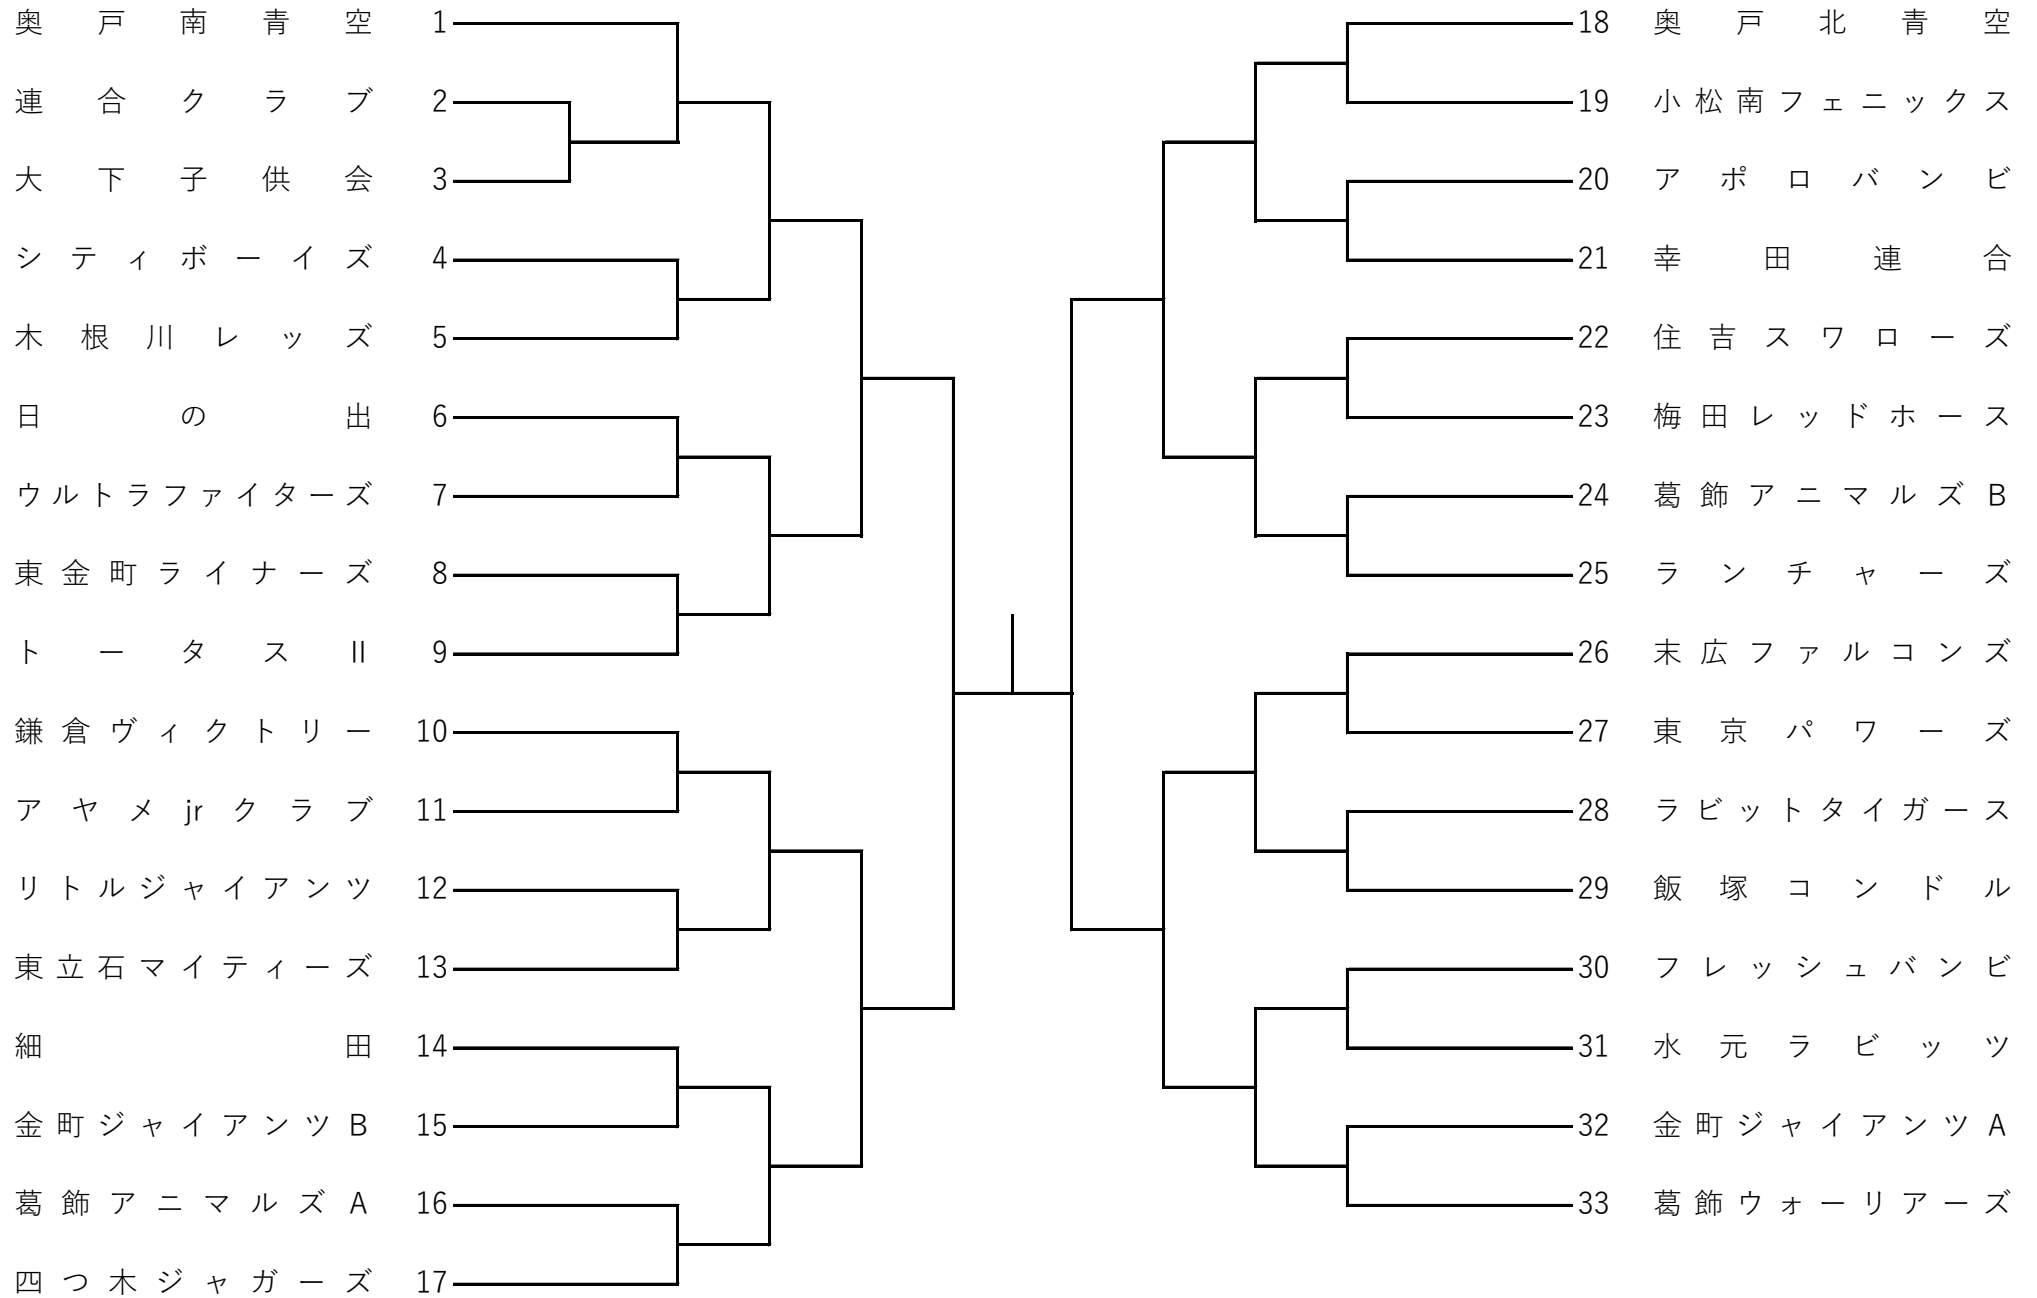 奥戸南青空 1
連合クラブ 2
大下子供会 3
シティボーイズ 4
木根川レッズ 5
日の出 6
ウルトラファイターズ 7
東金町ライナーズ 8
トータスⅡ 9
鎌倉ヴィクトリー 10
アヤメjrクラブ 11
リトルジャイアンツ 12
東立石マイティーズ 13
細田 14
金町ジャイアンツB 15
葛飾アニマルズA 16
四つ木ジャガーズ 17
18 奥戸北青空
19 小松南フェニックス
20 アポロバンビ
21 幸田連合
22 住吉スワローズ
23 梅田レッドホース
24 葛飾アニマルズB
25 ランチャーズ
26 末広ファルコンズ
27 東京パワーズ
28 ラビットタイガース
29 飯塚コンドル
30 フレッシュバンビ
31 水元ラビッツ
32 金町ジャイアンツA
33 葛飾ウォーリアーズ